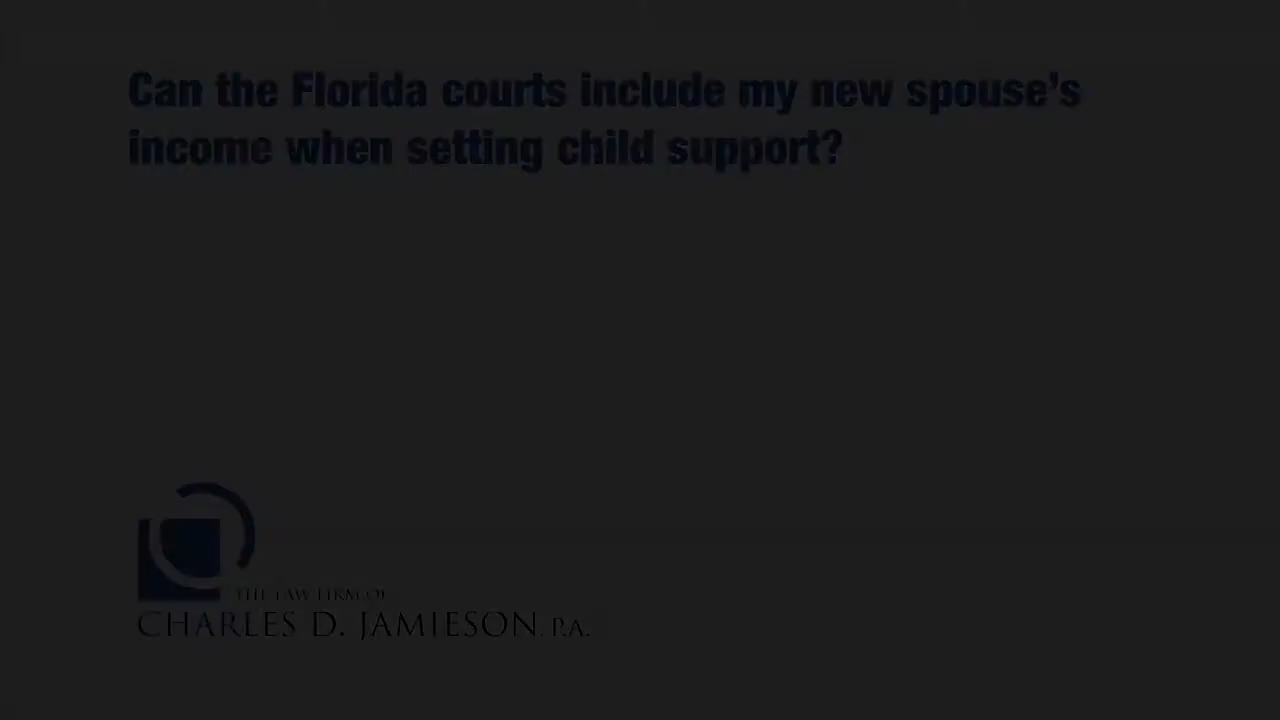 Can the Florida courts include my new spouse's
income when setting child support?
THE LAW FIRM OF
CHARLES D. JAMIESON, P.A.